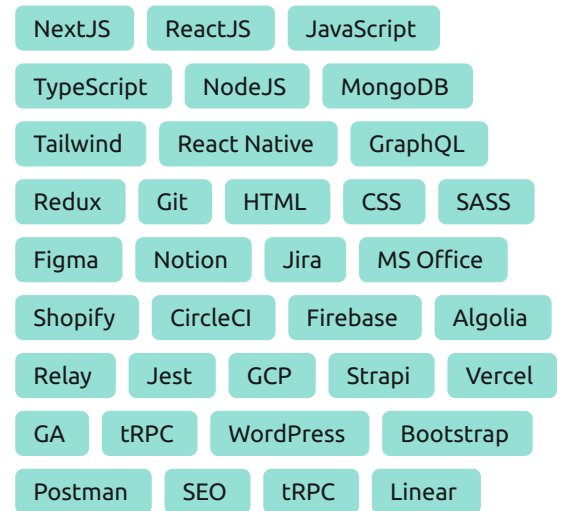 NextJS ReactJS JavaScript
TypeScript NodeJS MongoDB
Tailwind React Native GraphQL
Redux Git HTML CSS SASS
Figma Notion Jira MS Office
Shopify CircleCI Firebase Algolia
Relay Jest GCP Strapi Vercel
GA tRPC WordPress Bootstrap
Postman SEO tRPC Linear